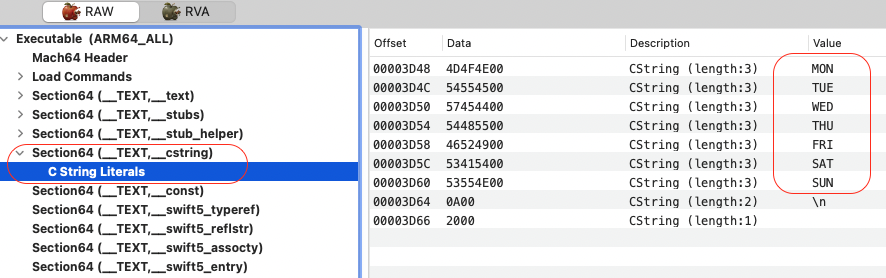 RAW RVA
Executable (ARM64_ALL)
Mach64 Header
Load Commands
Section64 (__TEXT,__text)
Section64 (__TEXT,__stubs)
Section64 (__TEXT,__stub_helper)
Section64 (__TEXT,__cstring)
C String Literals
Section64 (__TEXT,__const)
Section64 (__TEXT,__swift5_typeref)
Section64 (__TEXT,__swift5_reflstr)
Section64 (__TEXT,__swift5_assocty)
Section64 (__TEXT,__swift5_entry)
Offset Data Description Value
00003D48 4D4F4E00 CString (length:3) MON
00003D4C 54554500 CString (length:3) TUE
00003D50 57454400 CString (length:3) WED
00003D54 54485500 CString (length:3) THU
00003D58 46524900 CString (length:3) FRI
00003D5C 53415400 CString (length:3) SAT
00003D60 53554E00 CString (length:3) SUN
00003D64 0A00 CString (length:2) \n
00003D66 2000 CString (length:1)